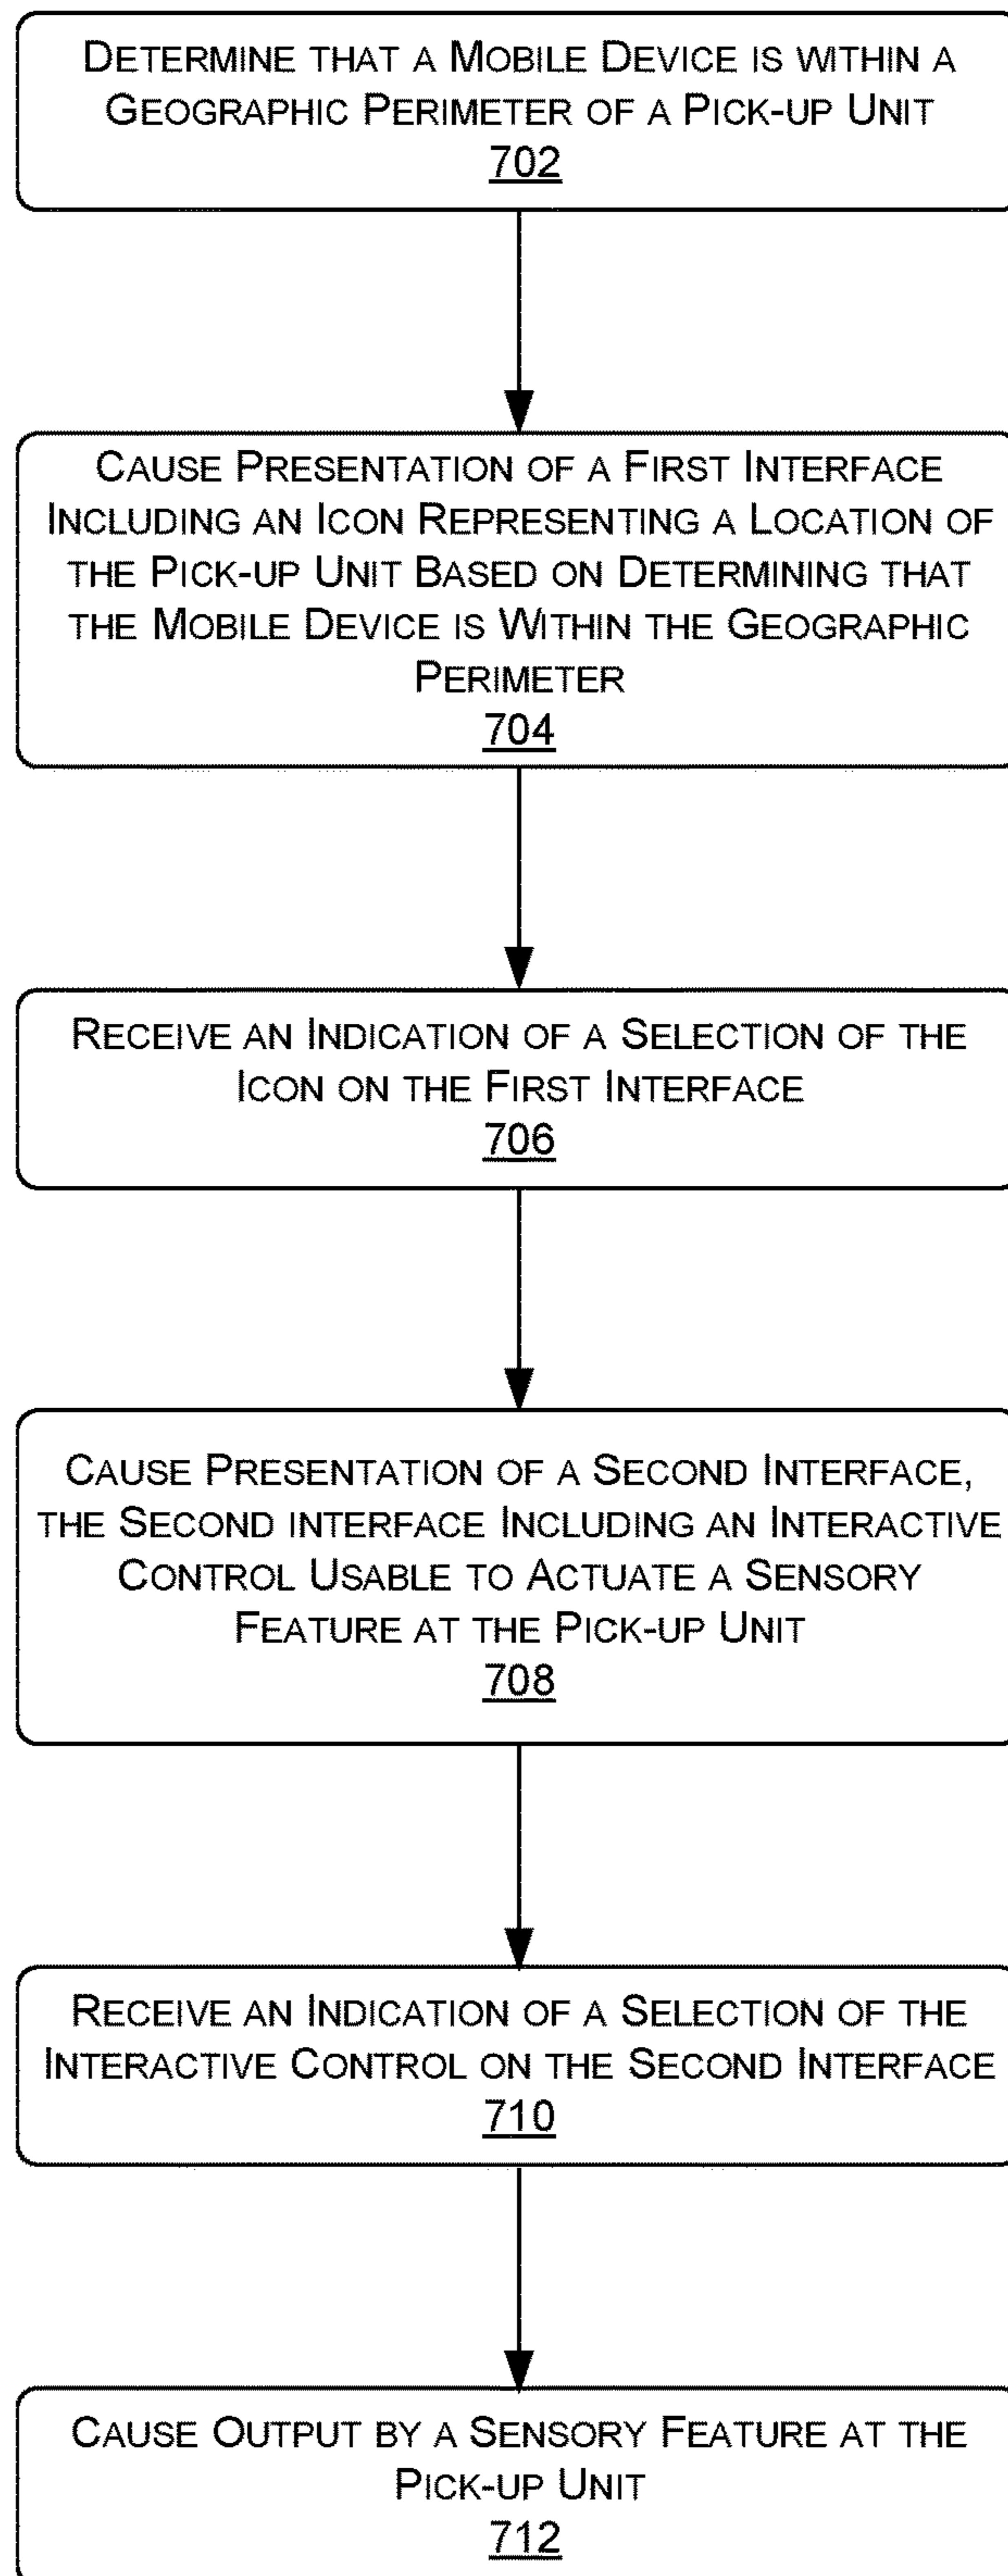 DETERMINE THAT A MOBILE DEVICE IS WITHIN A
GEOGRAPHIC PERIMETER OF A PICK-UP UNIT
702
CAUSE PRESENTATION OF A FIRST INTERFACE
INCLUDING AN ICON REPRESENTING A LOCATION OF
THE PICK-UP UNIT BASED ON DETERMINING THAT
THE MOBILE DEVICE IS WITHIN THE GEOGRAPHIC
PERIMETER
704
RECEIVE AN INDICATION OF A SELECTION OF THE
ICON ON THE FIRST INTERFACE
706
CAUSE PRESENTATION OF A SECOND INTERFACE,
THE SECOND INTERFACE INCLUDING AN INTERACTIVE
CONTROL USABLE TO ACTUATE A SENSORY
FEATURE AT THE PICK-UP UNIT
708
RECEIVE AN INDICATION OF A SELECTION OF THE
INTERACTIVE CONTROL ON THE SECOND INTERFACE
710
CAUSE OUTPUT BY A SENSORY FEATURE AT THE
PICK-UP UNIT
712